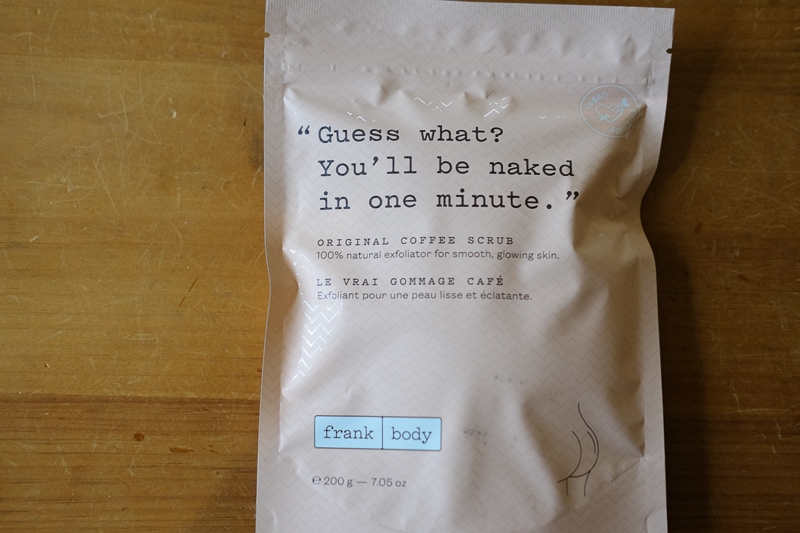 “Guess what?
You’ll be naked
in one minute.”
ORIGINAL COFFEE SCRUB
100% natural exfoliator for smooth, glowing skin.
LE VRAI GOMMAGE CAFÉ
Exfoliant pour une peau lisse et éclatante.
frank body
℮ 200 g — 7.05 oz